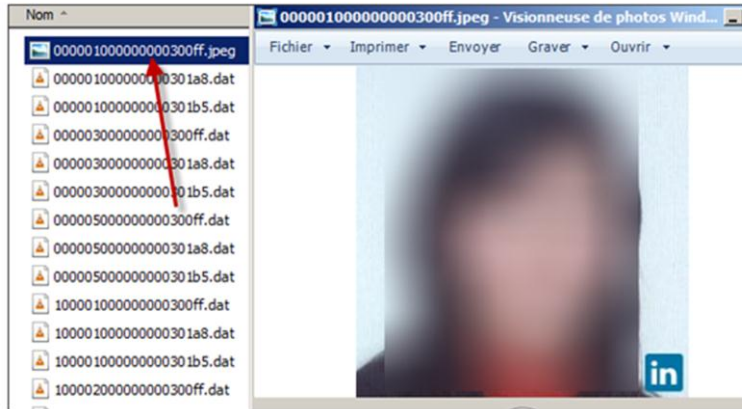 Nom
000001000000000300ff.jpeg
000001000000000301a8.dat
000001000000000301b5.dat
000003000000000300ff.dat
000003000000000301a8.dat
000003000000000301b5.dat
000005000000000300ff.dat
000005000000000301a8.dat
000005000000000301b5.dat
100001000000000300ff.dat
100001000000000301a8.dat
100001000000000301b5.dat
100002000000000300ff.dat
000001000000000300ff.jpeg - Visionneuse de photos Wind...
Fichier Imprimer Envoyer Graver Ouvrir
in